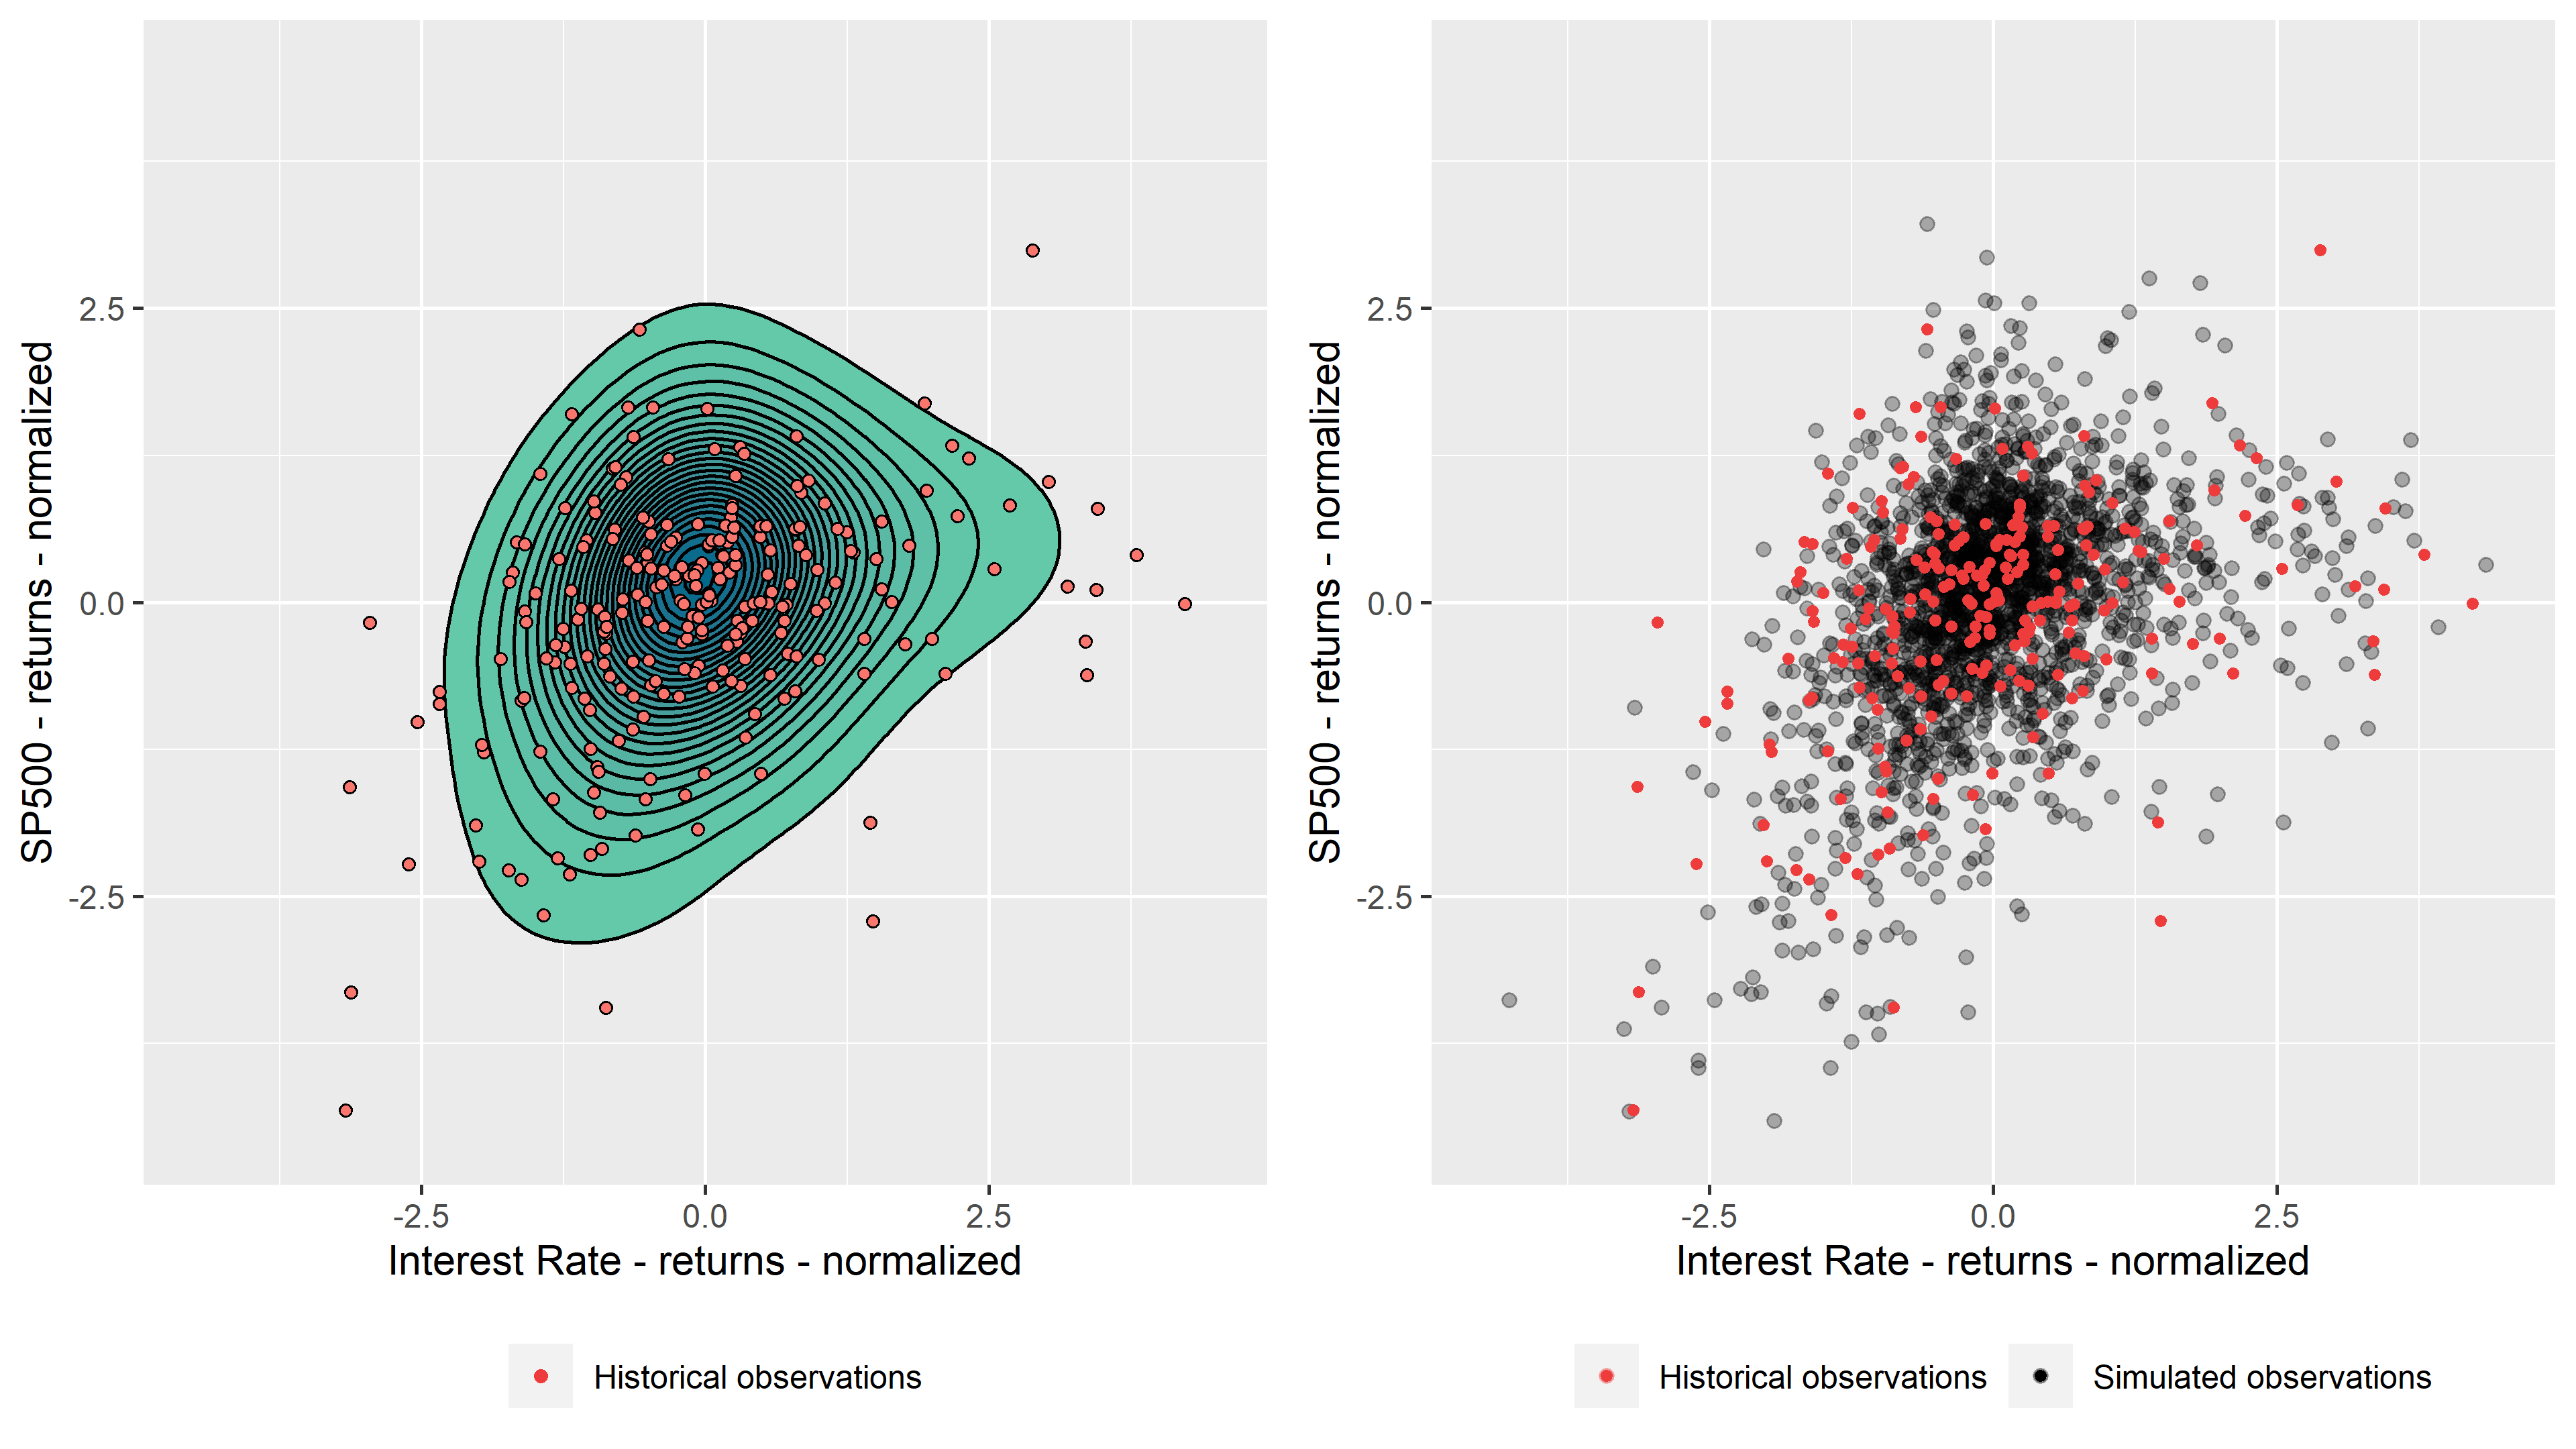 SP500 - returns - normalized
2.5
0.0
-2.5
-2.5 0.0 2.5
Interest Rate - returns - normalized
Historical observations
SP500 - returns - normalized
2.5
0.0
-2.5
-2.5 0.0 2.5
Interest Rate - returns - normalized
Historical observations Simulated observations